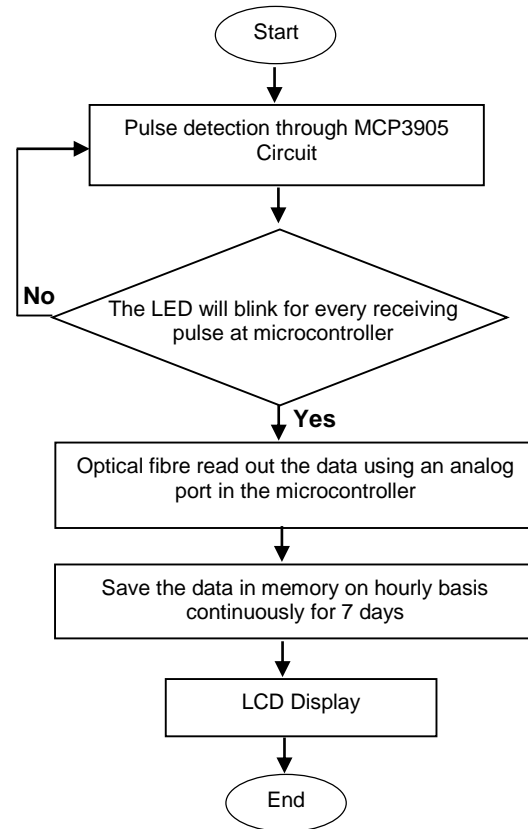 Start
Pulse detection through MCP3905
Circuit
No
The LED will blink for every receiving
pulse at microcontroller
Yes
Optical fibre read out the data using an analog
port in the microcontroller
Save the data in memory on hourly basis
continuously for 7 days
LCD Display
End